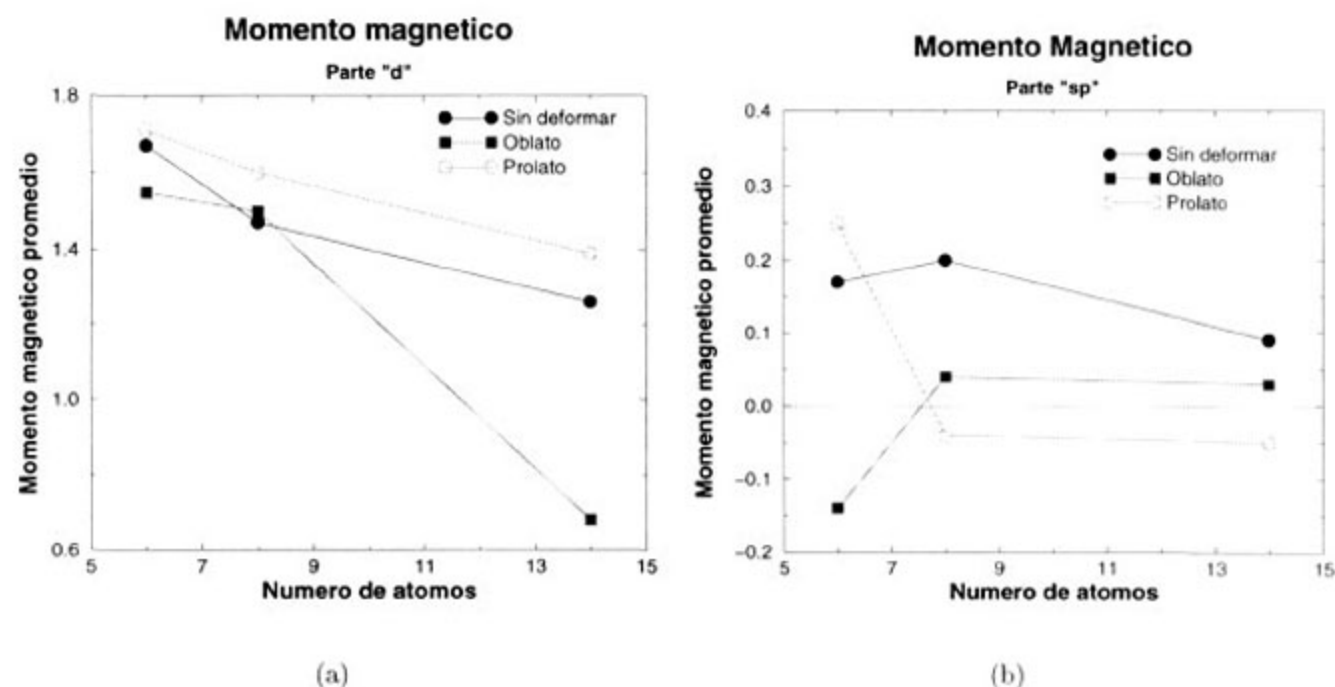 Momento magnetico
Parte "d"
1.8
1.4
1.0
0.6
Momento magnetico promedio
Sin deformar
Oblato
Prolato
5 7 9 11 13 15
Numero de atomos
(a)
Momento Magnetico
Parte "sp"
0.4
0.3
0.2
0.1
0.0
−0.1
−0.2
Momento magnetico promedio
Sin deformar
Oblato
Prolato
5 7 9 11 13 15
Numero de atomos
(b)